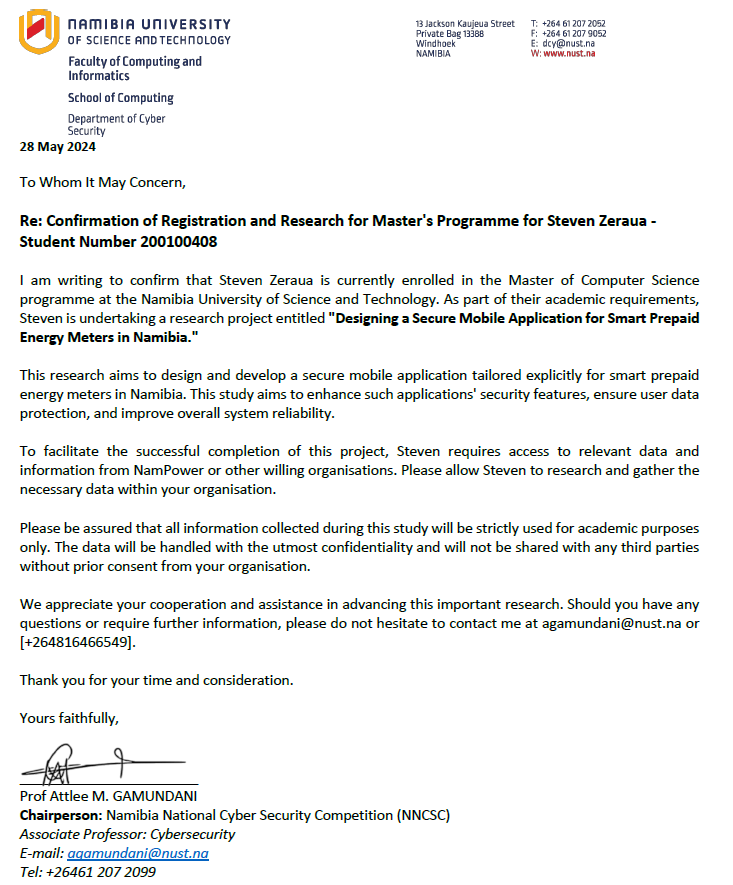 NAMIBIA UNIVERSITY
OF SCIENCE AND TECHNOLOGY
Faculty of Computing and
Informatics
School of Computing
Department of Cyber
Security
13 Jackson Kaujeua Street
Private Bag 13388
Windhoek
NAMIBIA
T: +264 61 207 2052
F: +264 61 207 9052
E: dcy@nust.na
W: www.nust.na
28 May 2024
To Whom It May Concern,
Re: Confirmation of Registration and Research for Master's Programme for Steven Zeraua -
Student Number 200100408
I am writing to confirm that Steven Zeraua is currently enrolled in the Master of Computer Science
programme at the Namibia University of Science and Technology. As part of their academic requirements,
Steven is undertaking a research project entitled "Designing a Secure Mobile Application for Smart Prepaid
Energy Meters in Namibia."
This research aims to design and develop a secure mobile application tailored explicitly for smart prepaid
energy meters in Namibia. This study aims to enhance such applications' security features, ensure user data
protection, and improve overall system reliability.
To facilitate the successful completion of this project, Steven requires access to relevant data and
information from NamPower or other willing organisations. Please allow Steven to research and gather the
necessary data within your organisation.
Please be assured that all information collected during this study will be strictly used for academic purposes
only. The data will be handled with the utmost confidentiality and will not be shared with any third parties
without prior consent from your organisation.
We appreciate your cooperation and assistance in advancing this important research. Should you have any
questions or require further information, please do not hesitate to contact me at agamundani@nust.na or
[+264816466549].
Thank you for your time and consideration.
Yours faithfully,
Prof Attlee M. GAMUNDANI
Chairperson: Namibia National Cyber Security Competition (NNCSC)
Associate Professor: Cybersecurity
E-mail: agamundani@nust.na
Tel: +26461 207 2099